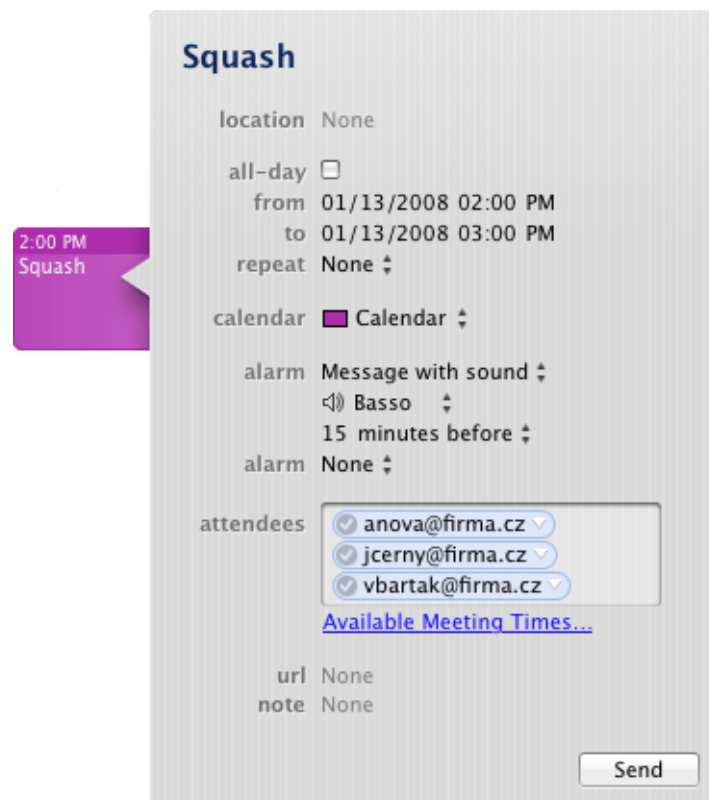 Squash
location None
all-day
from 01/13/2008 02:00 PM
to 01/13/2008 03:00 PM
2:00 PM
Squash
repeat None
calendar Calendar
alarm Message with sound
Basso
15 minutes before
alarm None
attendees anova@firma.cz
jcerny@firma.cz
vbartak@firma.cz
Available Meeting Times...
url None
note None
Send